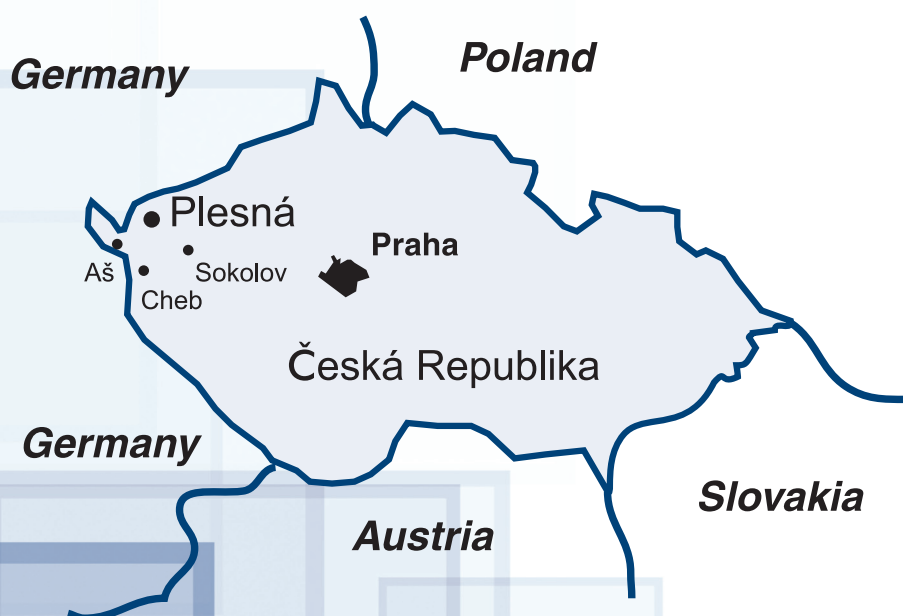 Poland
Germany
Plesná
Praha
Aš
Sokolov
Cheb
Česká Republika
Germany
Slovakia
Austria